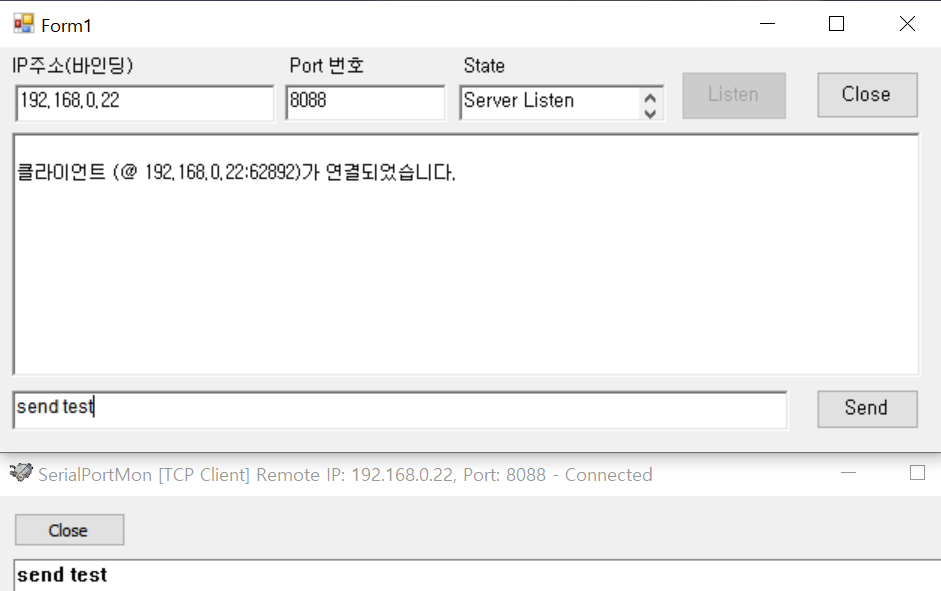 Form1
IP주소(바인딩) Port 번호 State
192.168.0.22 8088 Server Listen Listen Close
클라이언트 (@ 192.168.0.22:62892)가 연결되었습니다.
send test Send
SerialPortMon [TCP Client] Remote IP: 192.168.0.22, Port: 8088 - Connected
Close
send test